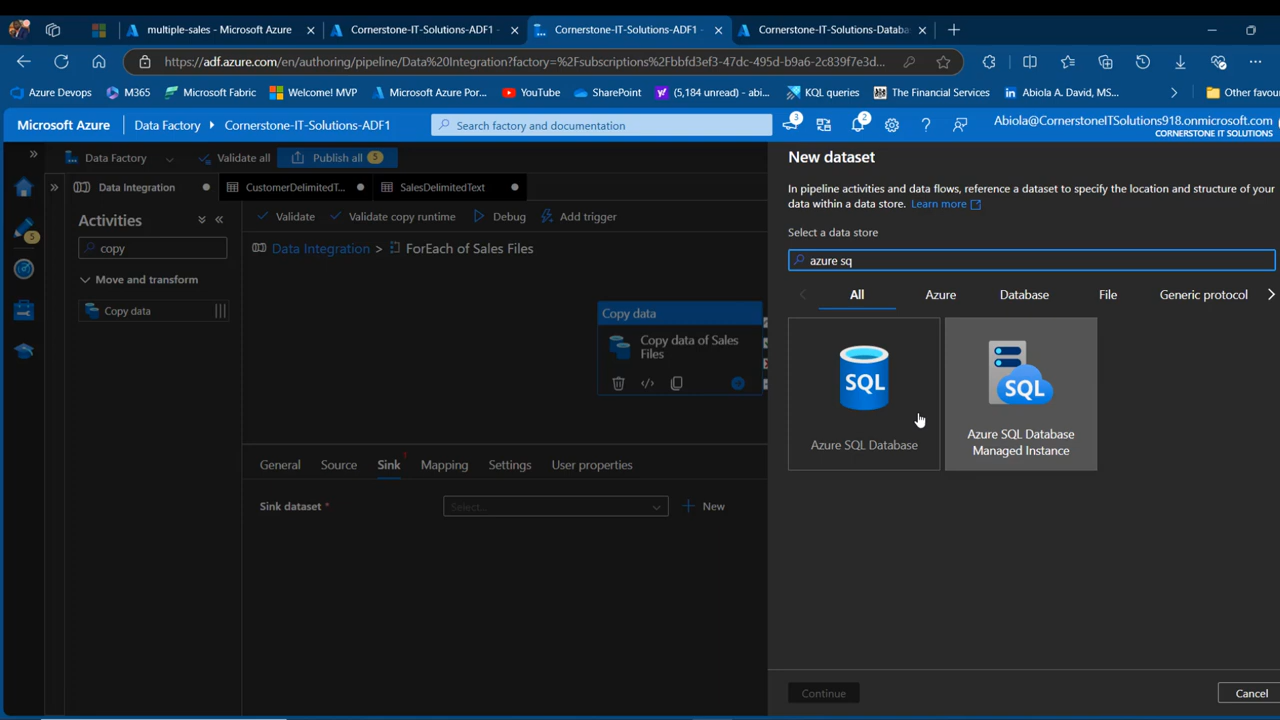 multiple-sales - Microsoft Azure
Cornerstone-IT-Solutions-ADF1 -
Cornerstone-IT-Solutions-ADF1 -
Cornerstone-IT-Solutions-Databa
https://adf.azure.com/en/authoring/pipeline/Data%20Integration?factory=%2Fsubscriptions%2Fbbfd3ef3-47dc-495d-b9a6-2c839f7e3d...
Azure Devops
M365
Microsoft Fabric
Welcome! MVP
Microsoft Azure Por...
YouTube
SharePoint
(5,184 unread) - abi...
KQL queries
The Financial Services
Abiola A. David, MS...
Other favou
Microsoft Azure
Data Factory
Cornerstone-IT-Solutions-ADF1
Search factory and documentation
3
2
Abiola@CornerstoneITSolutions918.onmicrosoft.com
CORNERSTONE IT SOLUTIONS
Data Factory
Validate all
Publish all
5
Data Integration
CustomerDelimitedT...
SalesDelimitedText
5
Activities
copy
Move and transform
Copy data
Validate
Validate copy runtime
Debug
Add trigger
Data Integration > ForEach of Sales Files
Copy data
Copy data of Sales
Files
General
Source
Sink
1
Mapping
Settings
User properties
Sink dataset *
Select...
New
New dataset
In pipeline activities and data flows, reference a dataset to specify the location and structure of your
data within a data store. Learn more
Select a data store
azure sq
All
Azure
Database
File
Generic protocol
SQL
Azure SQL Database
SQL
Azure SQL Database
Managed Instance
Continue
Cancel